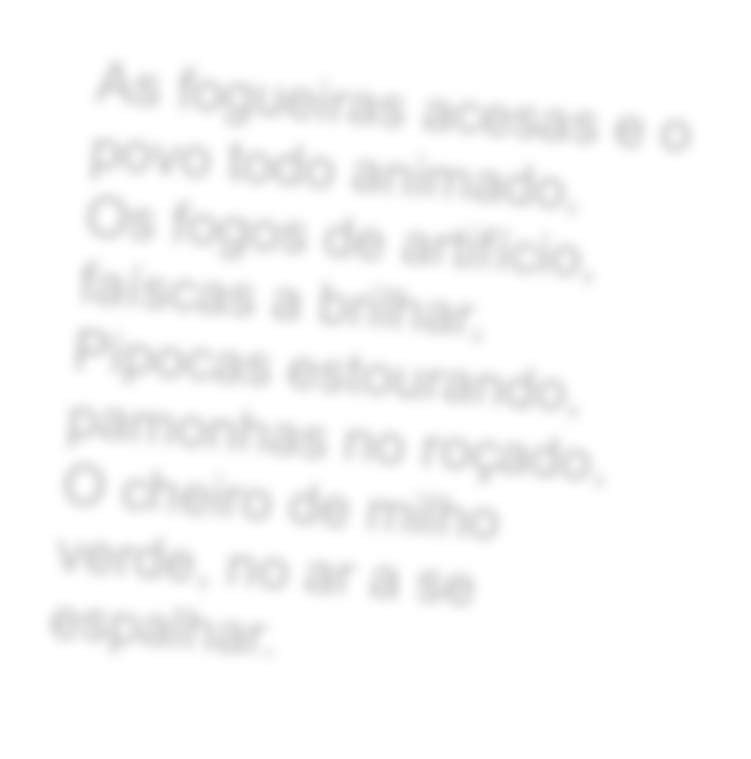 As fogueiras acesas e o
povo todo animado,
Os fogos de artifício,
faíscas a brilhar,
Pipocas estourando,
pamonhas no roçado,
O cheiro de milho
verde, no ar a se
espalhar.